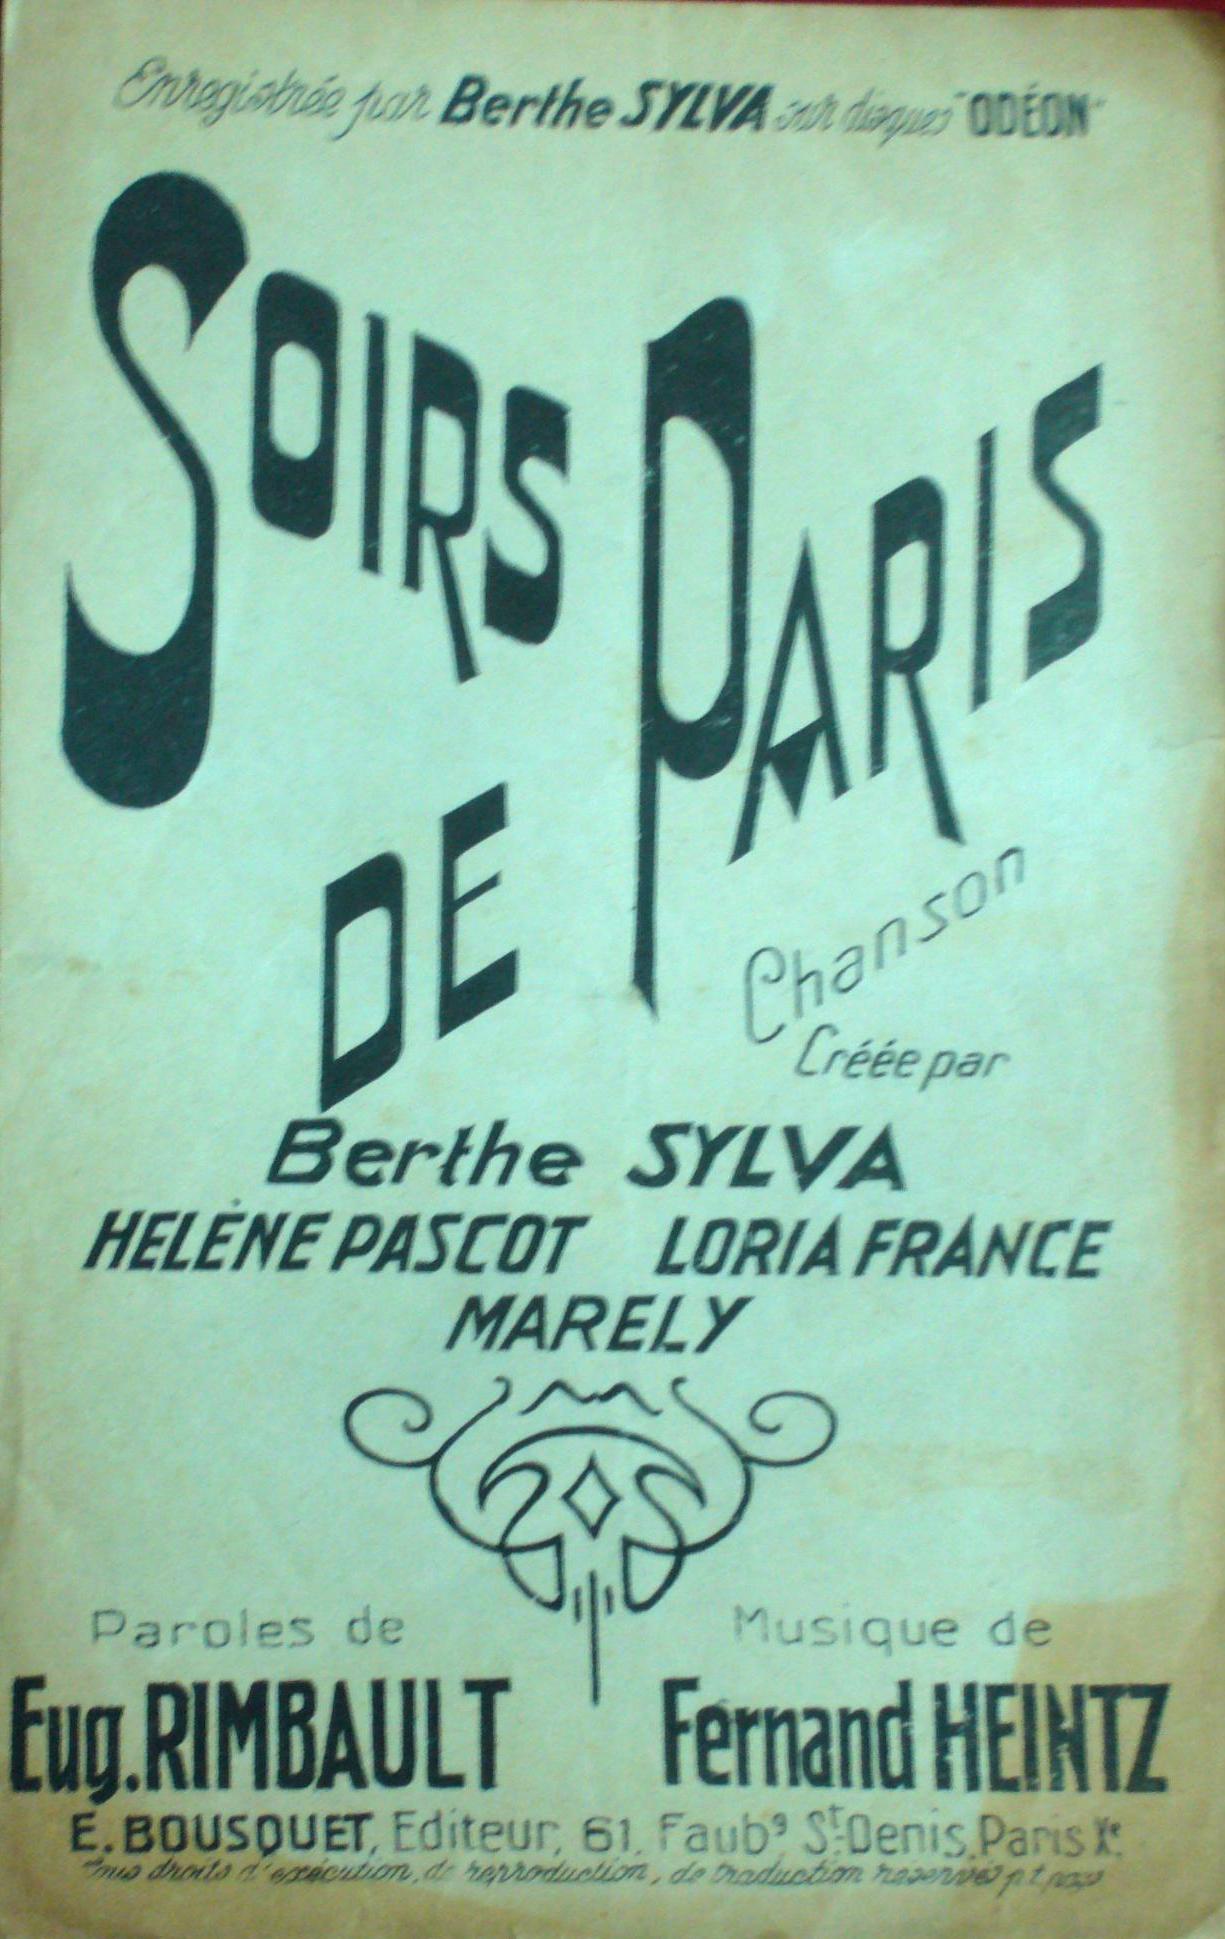 Enregistrée par Berthe SYLVA sur disques "ODÉON"
SOIRS
DE PARIS
Chanson
Créée par
Berthe SYLVA
HELÈNE PASCOT LORIA FRANCE
MARELY
Paroles de
Eug. RIMBAULT
Musique de
Fernand HEINTZ
E. BOUSQUET, Editeur, 61, Faubg St-Denis, Paris Xe.
Tous droits d'exécution, de reproduction, de traduction réservés p.t. pays